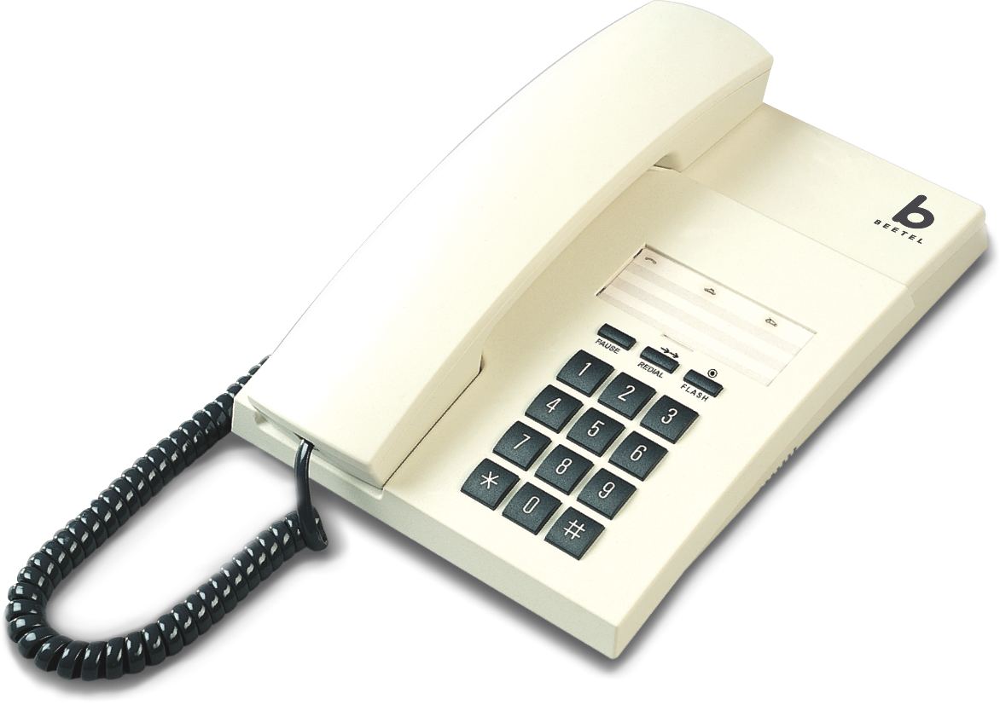 b
BEETEL
PAUSE REDIAL FLASH
1 2 3
4 5 6
7 8 9
* 0 #